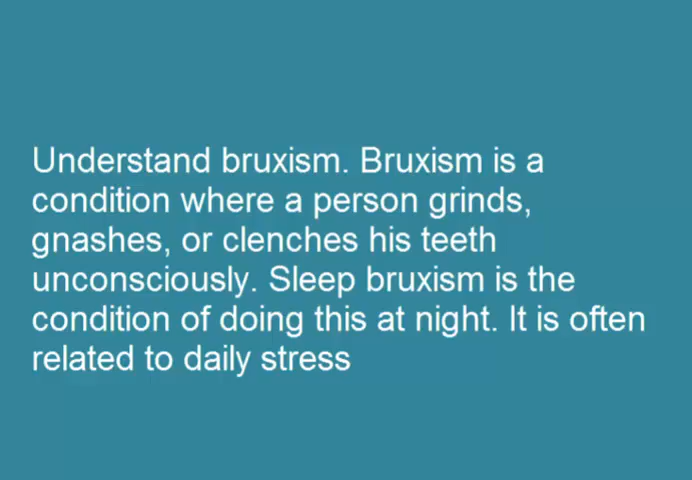 Understand bruxism. Bruxism is a
condition where a person grinds,
gnashes, or clenches his teeth
unconsciously. Sleep bruxism is the
condition of doing this at night. It is often
related to daily stress